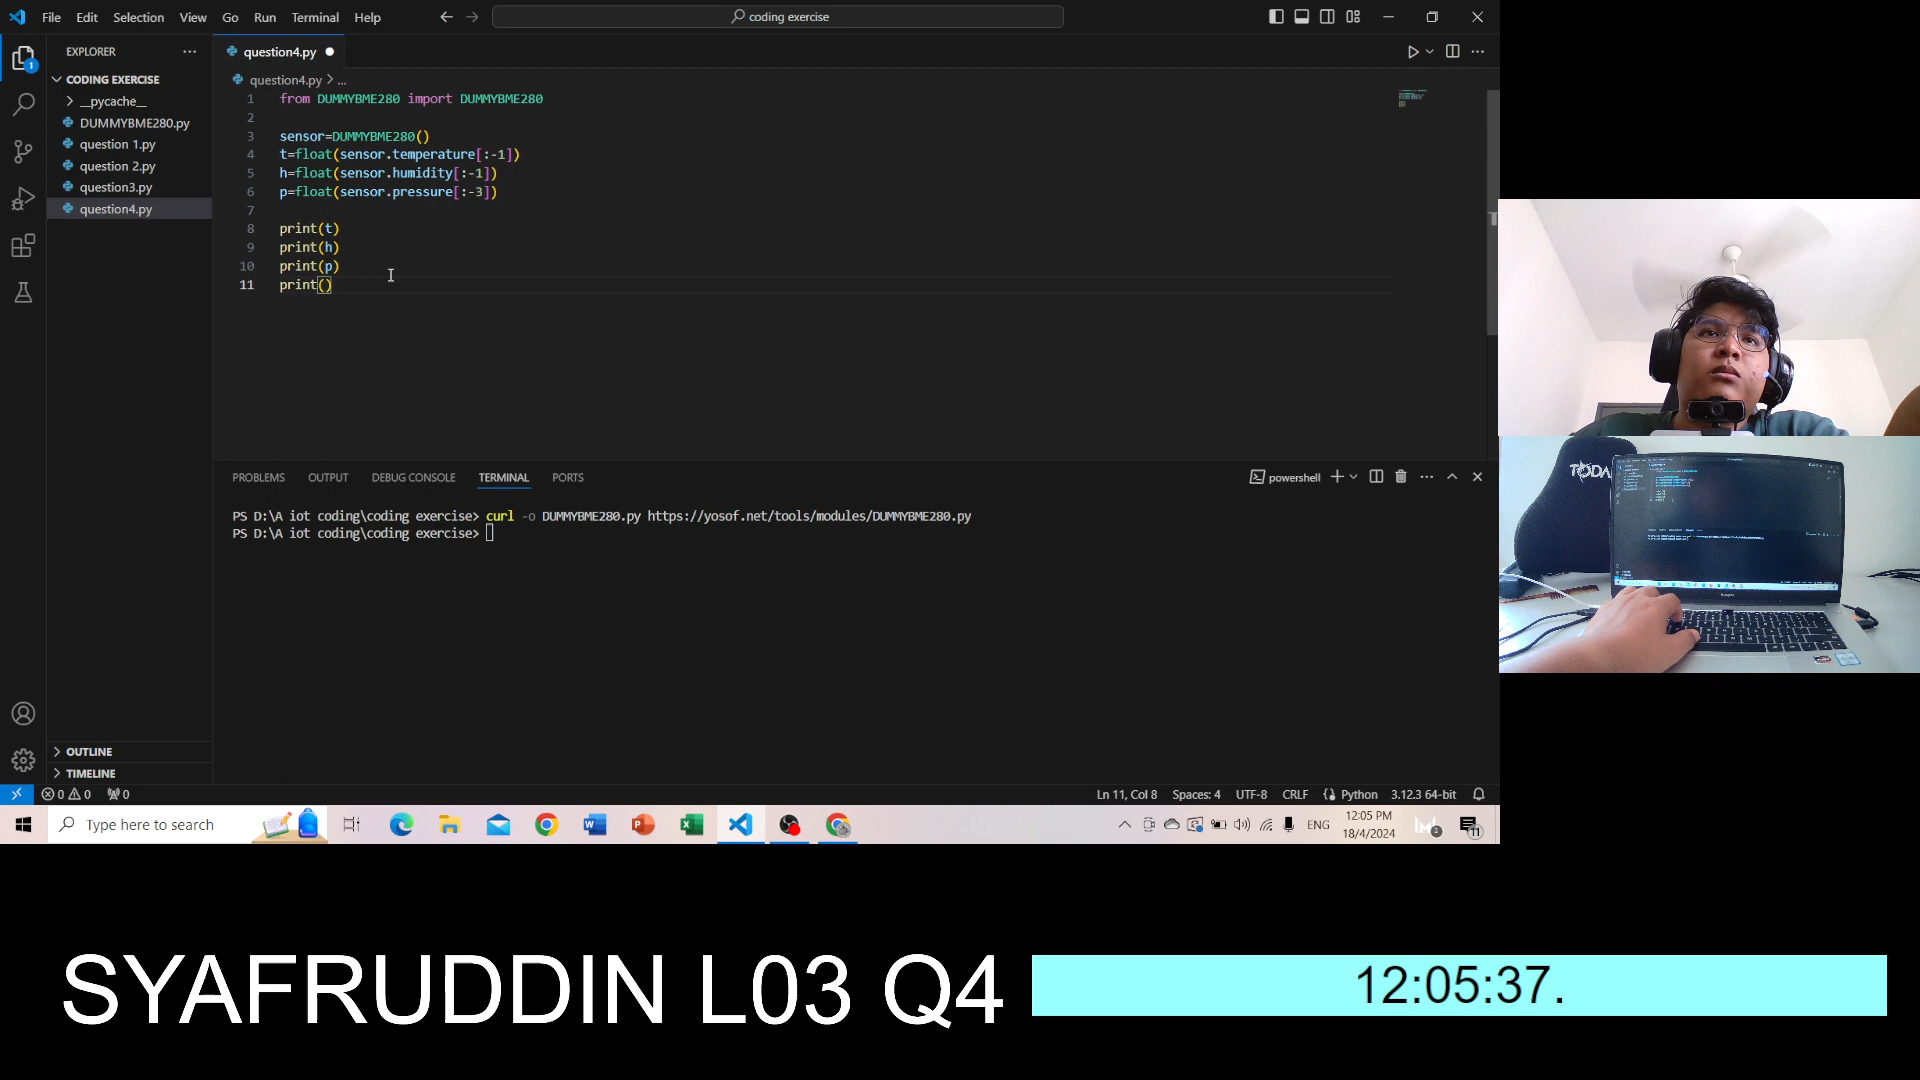 File Edit Selection View Go Run Terminal Help
coding exercise
EXPLORER
CODING EXERCISE
__pycache__
DUMMYBME280.py
question 1.py
question 2.py
question3.py
question4.py
OUTLINE
TIMELINE
question4.py
question4.py > ...
1 from DUMMYBME280 import DUMMYBME280
2
3 sensor=DUMMYBME280()
4 t=float(sensor.temperature[:-1])
5 h=float(sensor.humidity[:-1])
6 p=float(sensor.pressure[:-3])
7
8 print(t)
9 print(h)
10 print(p)
11 print()
PROBLEMS OUTPUT DEBUG CONSOLE TERMINAL PORTS
powershell
PS D:\A iot coding\coding exercise> curl -o DUMMYBME280.py https://yosof.net/tools/modules/DUMMYBME280.py
PS D:\A iot coding\coding exercise>
0 0 0
Ln 11, Col 8 Spaces: 4 UTF-8 CRLF Python 3.12.3 64-bit
Type here to search
ENG
12:05 PM
18/4/2024
SYAFRUDDIN L03 Q4
12:05:37.